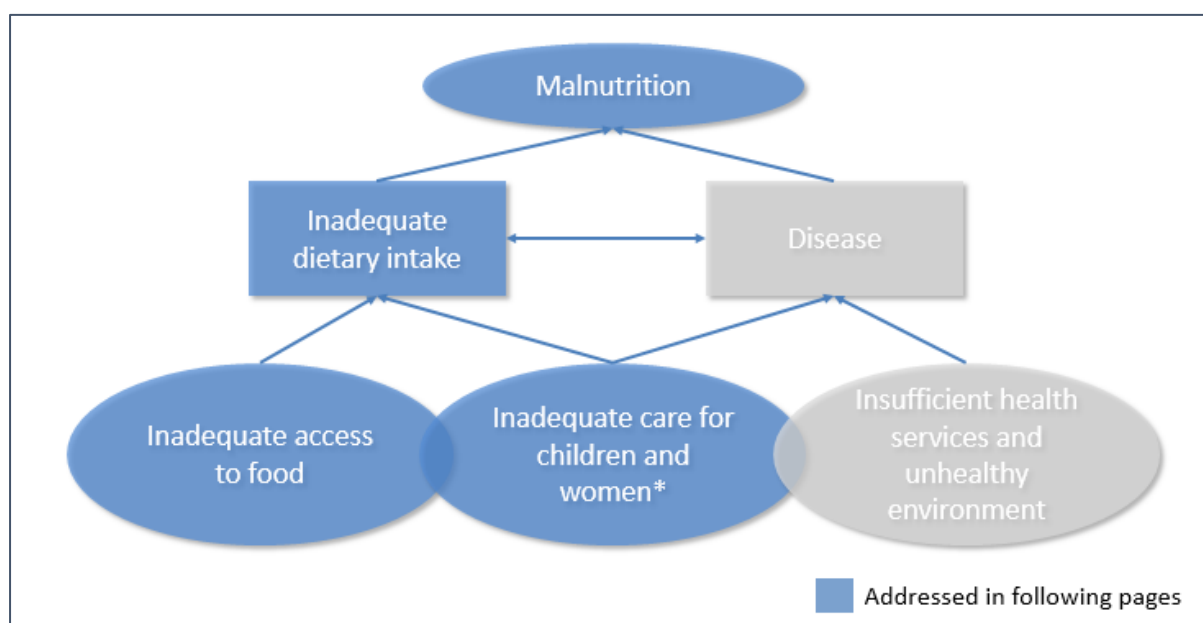 Malnutrition
Inadequate
dietary intake
Disease
Inadequate access
to food
Inadequate care for
children and
women*
Insufficient health
services and
unhealthy
environment
Addressed in following pages